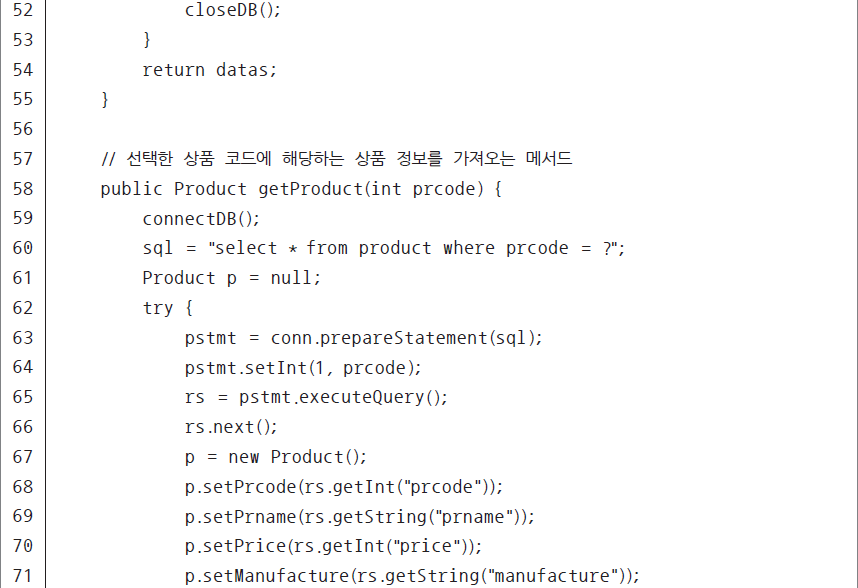 52 closeDB();
53 }
54 return datas;
55 }
56
57 // 선택한 상품 코드에 해당하는 상품 정보를 가져오는 메서드
58 public Product getProduct(int prcode) {
59 connectDB();
60 sql = "select * from product where prcode = ?";
61 Product p = null;
62 try {
63 pstmt = conn.prepareStatement(sql);
64 pstmt.setInt(1, prcode);
65 rs = pstmt.executeQuery();
66 rs.next();
67 p = new Product();
68 p.setPrcode(rs.getInt("prcode"));
69 p.setPrname(rs.getString("prname"));
70 p.setPrice(rs.getInt("price"));
71 p.setManufacture(rs.getString("manufacture"));